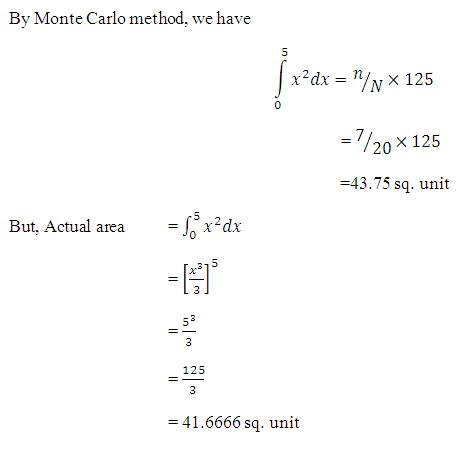 By Monte Carlo method, we have
5
∫ x²dx = n/N × 125
0
= 7/20 × 125
=43.75 sq. unit
But, Actual area = ∫₀⁵ x²dx
= [x³/3]⁵
= 5³/3
= 125/3
= 41.6666 sq. unit